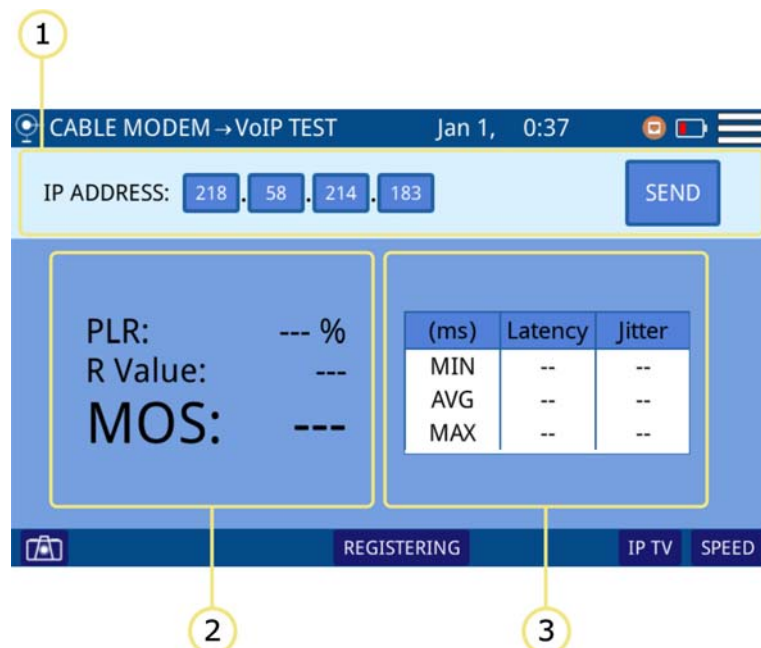 1
CABLE MODEM → VoIP TEST Jan 1, 0:37
IP ADDRESS: 218 . 58 . 214 . 183 SEND
PLR: --- %
R Value: ---
MOS: ---
(ms) Latency Jitter
MIN -- --
AVG -- --
MAX -- --
REGISTERING IP TV SPEED
2 3